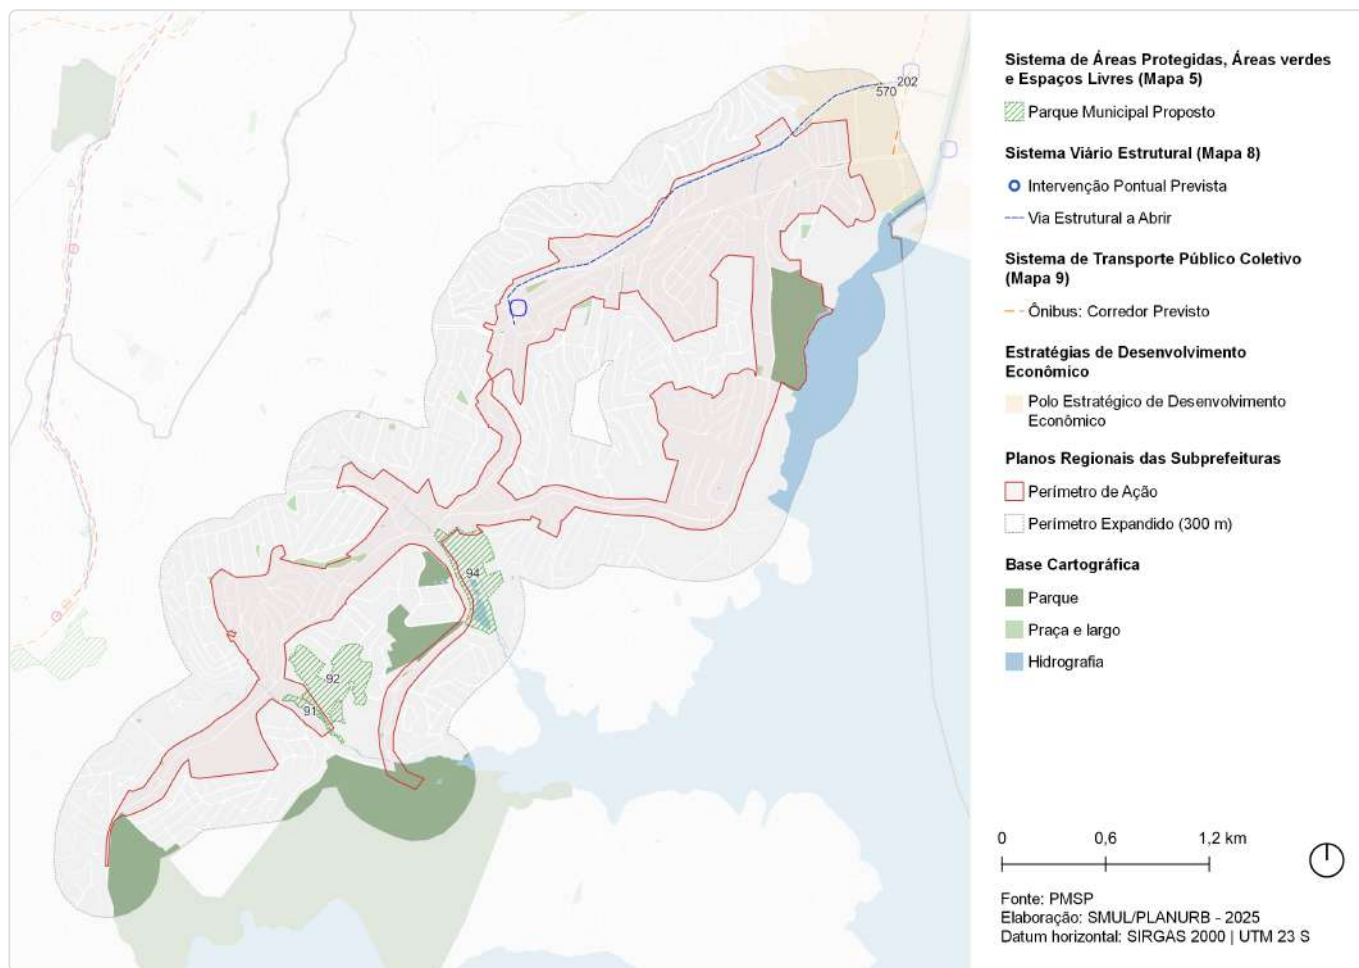 202
570
94
92
91
Sistema de Áreas Protegidas, Áreas verdes
e Espaços Livres (Mapa 5)
Parque Municipal Proposto
Sistema Viário Estrutural (Mapa 8)
Intervenção Pontual Prevista
Via Estrutural a Abrir
Sistema de Transporte Público Coletivo
(Mapa 9)
Ônibus: Corredor Previsto
Estratégias de Desenvolvimento
Econômico
Polo Estratégico de Desenvolvimento
Econômico
Planos Regionais das Subprefeituras
Perímetro de Ação
Perímetro Expandido (300 m)
Base Cartográfica
Parque
Praça e largo
Hidrografia
0 0,6 1,2 km
Fonte: PMSP
Elaboração: SMUL/PLANURB - 2025
Datum horizontal: SIRGAS 2000 | UTM 23 S